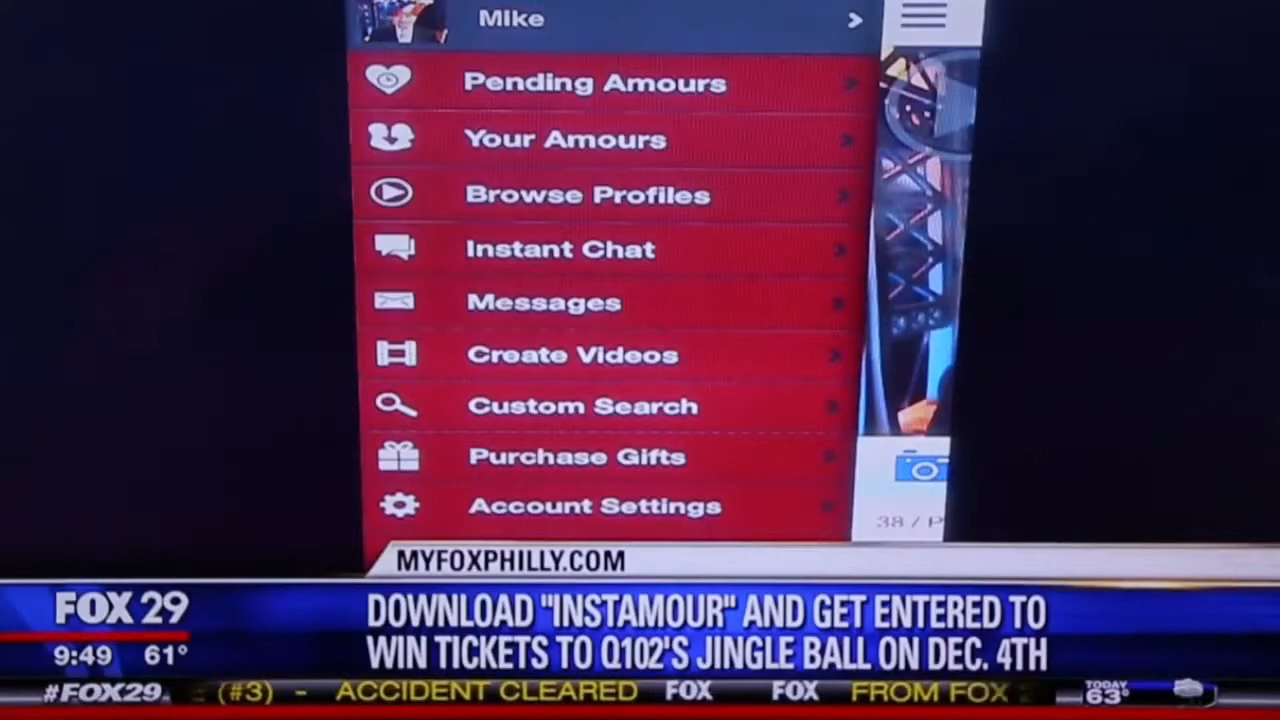 Mike
Pending Amours
Your Amours
Browse Profiles
Instant Chat
Messages
Create Videos
Custom Search
Purchase Gifts
Account Settings
38 / P
MYFOXPHILLY.COM
FOX 29
9:49 61°
DOWNLOAD "INSTAMOUR" AND GET ENTERED TO
WIN TICKETS TO Q102'S JINGLE BALL ON DEC. 4TH
#FOX29 (#3) - ACCIDENT CLEARED FOX FOX FROM FOX
TODAY
63°